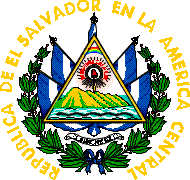 REPUBLICA DE EL SALVADOR EN LA AMERICA CENTRAL